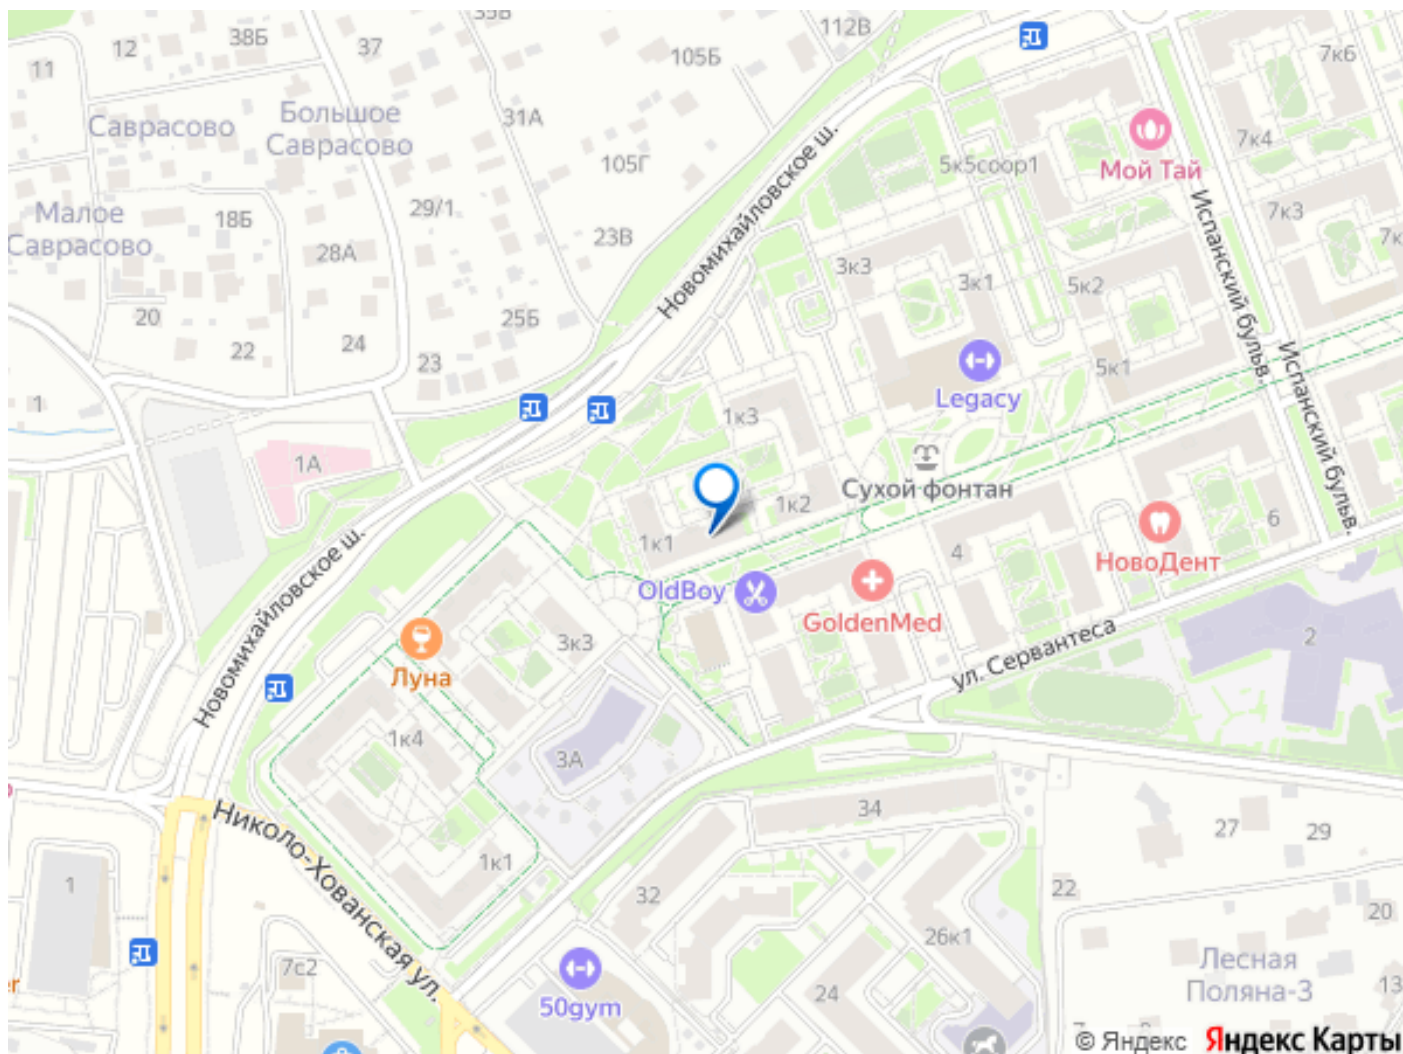 35В
12
38Б
37
112В
105Б
7к6
11
Большое
Саврасово
Саврасово
31А
Новомихайловское ш.
5к5соор1
Мой Тай
7к4
105Г
Малое
Саврасово
18Б
29/1
28А
23В
3к3
3к1
5к2
Испанский бульв.
7к3
20
22
24
25Б
23
Legacy
5к1
Испанский бульв.
1
1к3
1А
Сухой фонтан
1к2
1к1
4
6
НовоДент
Новомихайловское ш.
OldBoy
GoldenMed
ул. Сервантеса
2
Луна
3к3
1к4
3А
34
27
29
Николо-Хованская ул.
1к1
1
32
22
20
26к1
7с2
50gym
24
Лесная
Поляна-3
13
© Яндекс Яндекс Карты